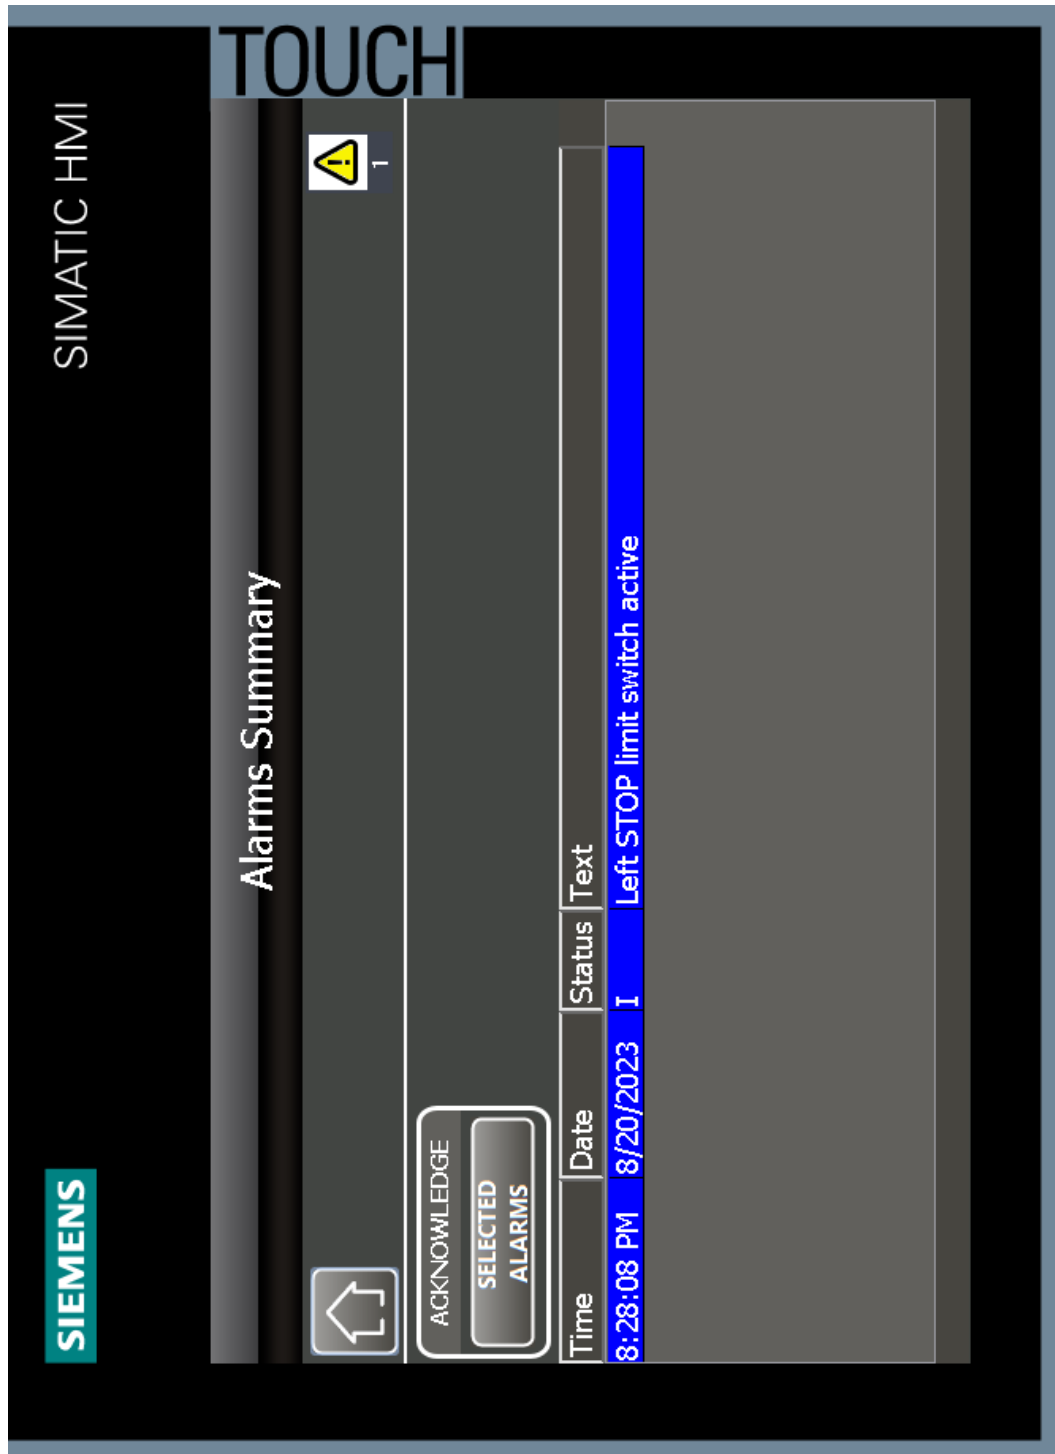 SIEMENS
SIMATIC HMI
TOUCH
Alarms Summary
1
ACKNOWLEDGE
SELECTED
ALARMS
Time Date Status Text
8:28:08 PM 8/20/2023 I Left STOP limit switch active